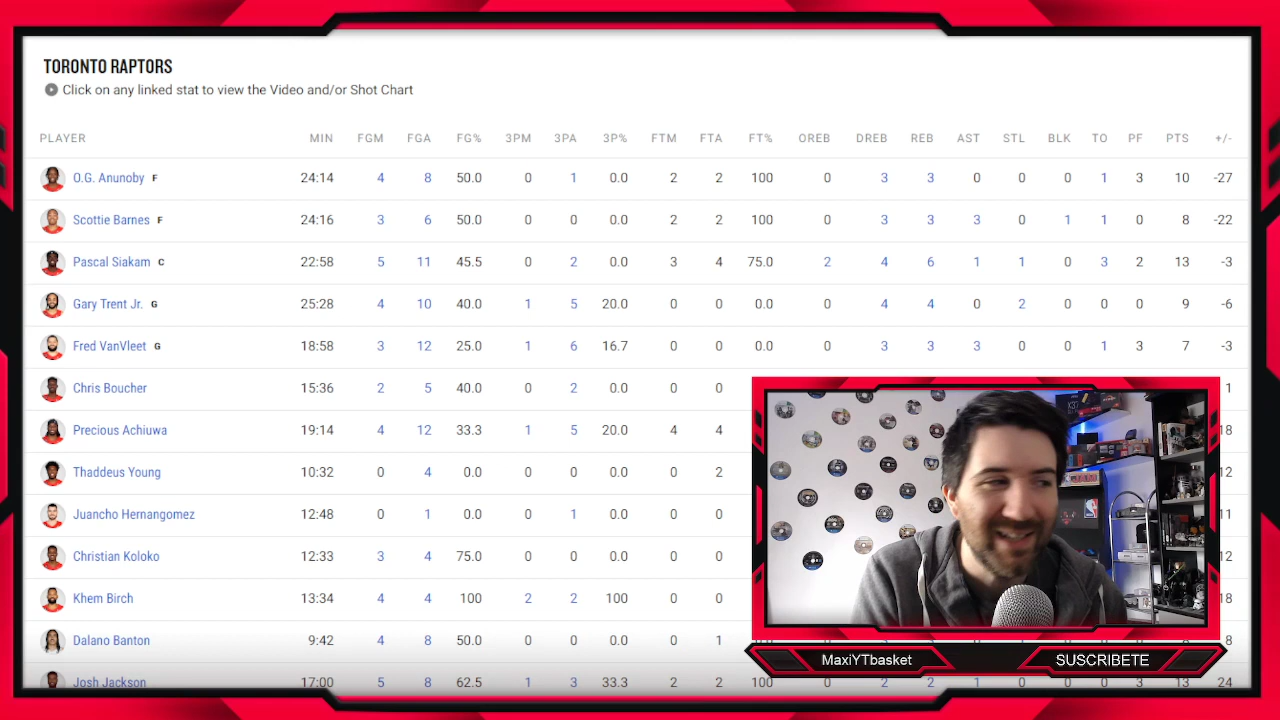 TORONTO RAPTORS
Click on any linked stat to view the Video and/or Shot Chart
PLAYER MIN FGM FGA FG% 3PM 3PA 3P% FTM FTA FT% OREB DREB REB AST STL BLK TO PF PTS +/-
O.G. Anunoby F 24:14 4 8 50.0 0 1 0.0 2 2 100 0 3 3 0 0 0 1 3 10 -27
Scottie Barnes F 24:16 3 6 50.0 0 0 0.0 2 2 100 0 3 3 3 0 1 1 0 8 -22
Pascal Siakam C 22:58 5 11 45.5 0 2 0.0 3 4 75.0 2 4 6 1 1 0 3 2 13 -3
Gary Trent Jr. G 25:28 4 10 40.0 1 5 20.0 0 0 0.0 0 4 4 0 2 0 0 0 9 -6
Fred VanVleet G 18:58 3 12 25.0 1 6 16.7 0 0 0.0 0 3 3 3 0 0 1 3 7 -3
Chris Boucher 15:36 2 5 40.0 0 2 0.0 0 0 1
Precious Achiuwa 19:14 4 12 33.3 1 5 20.0 4 4 18
Thaddeus Young 10:32 0 4 0.0 0 0 0.0 0 2 12
Juancho Hernangomez 12:48 0 1 0.0 0 1 0.0 0 0 11
Christian Koloko 12:33 3 4 75.0 0 0 0.0 0 0 12
Khem Birch 13:34 4 4 100 2 2 100 0 0 18
Dalano Banton 9:42 4 8 50.0 0 0 0.0 0 1 8
Josh Jackson 17:00 5 8 62.5 1 3 33.3 2 2 100 0 2 2 1 0 0 0 3 13 24
MaxiYTbasket
SUSCRIBETE